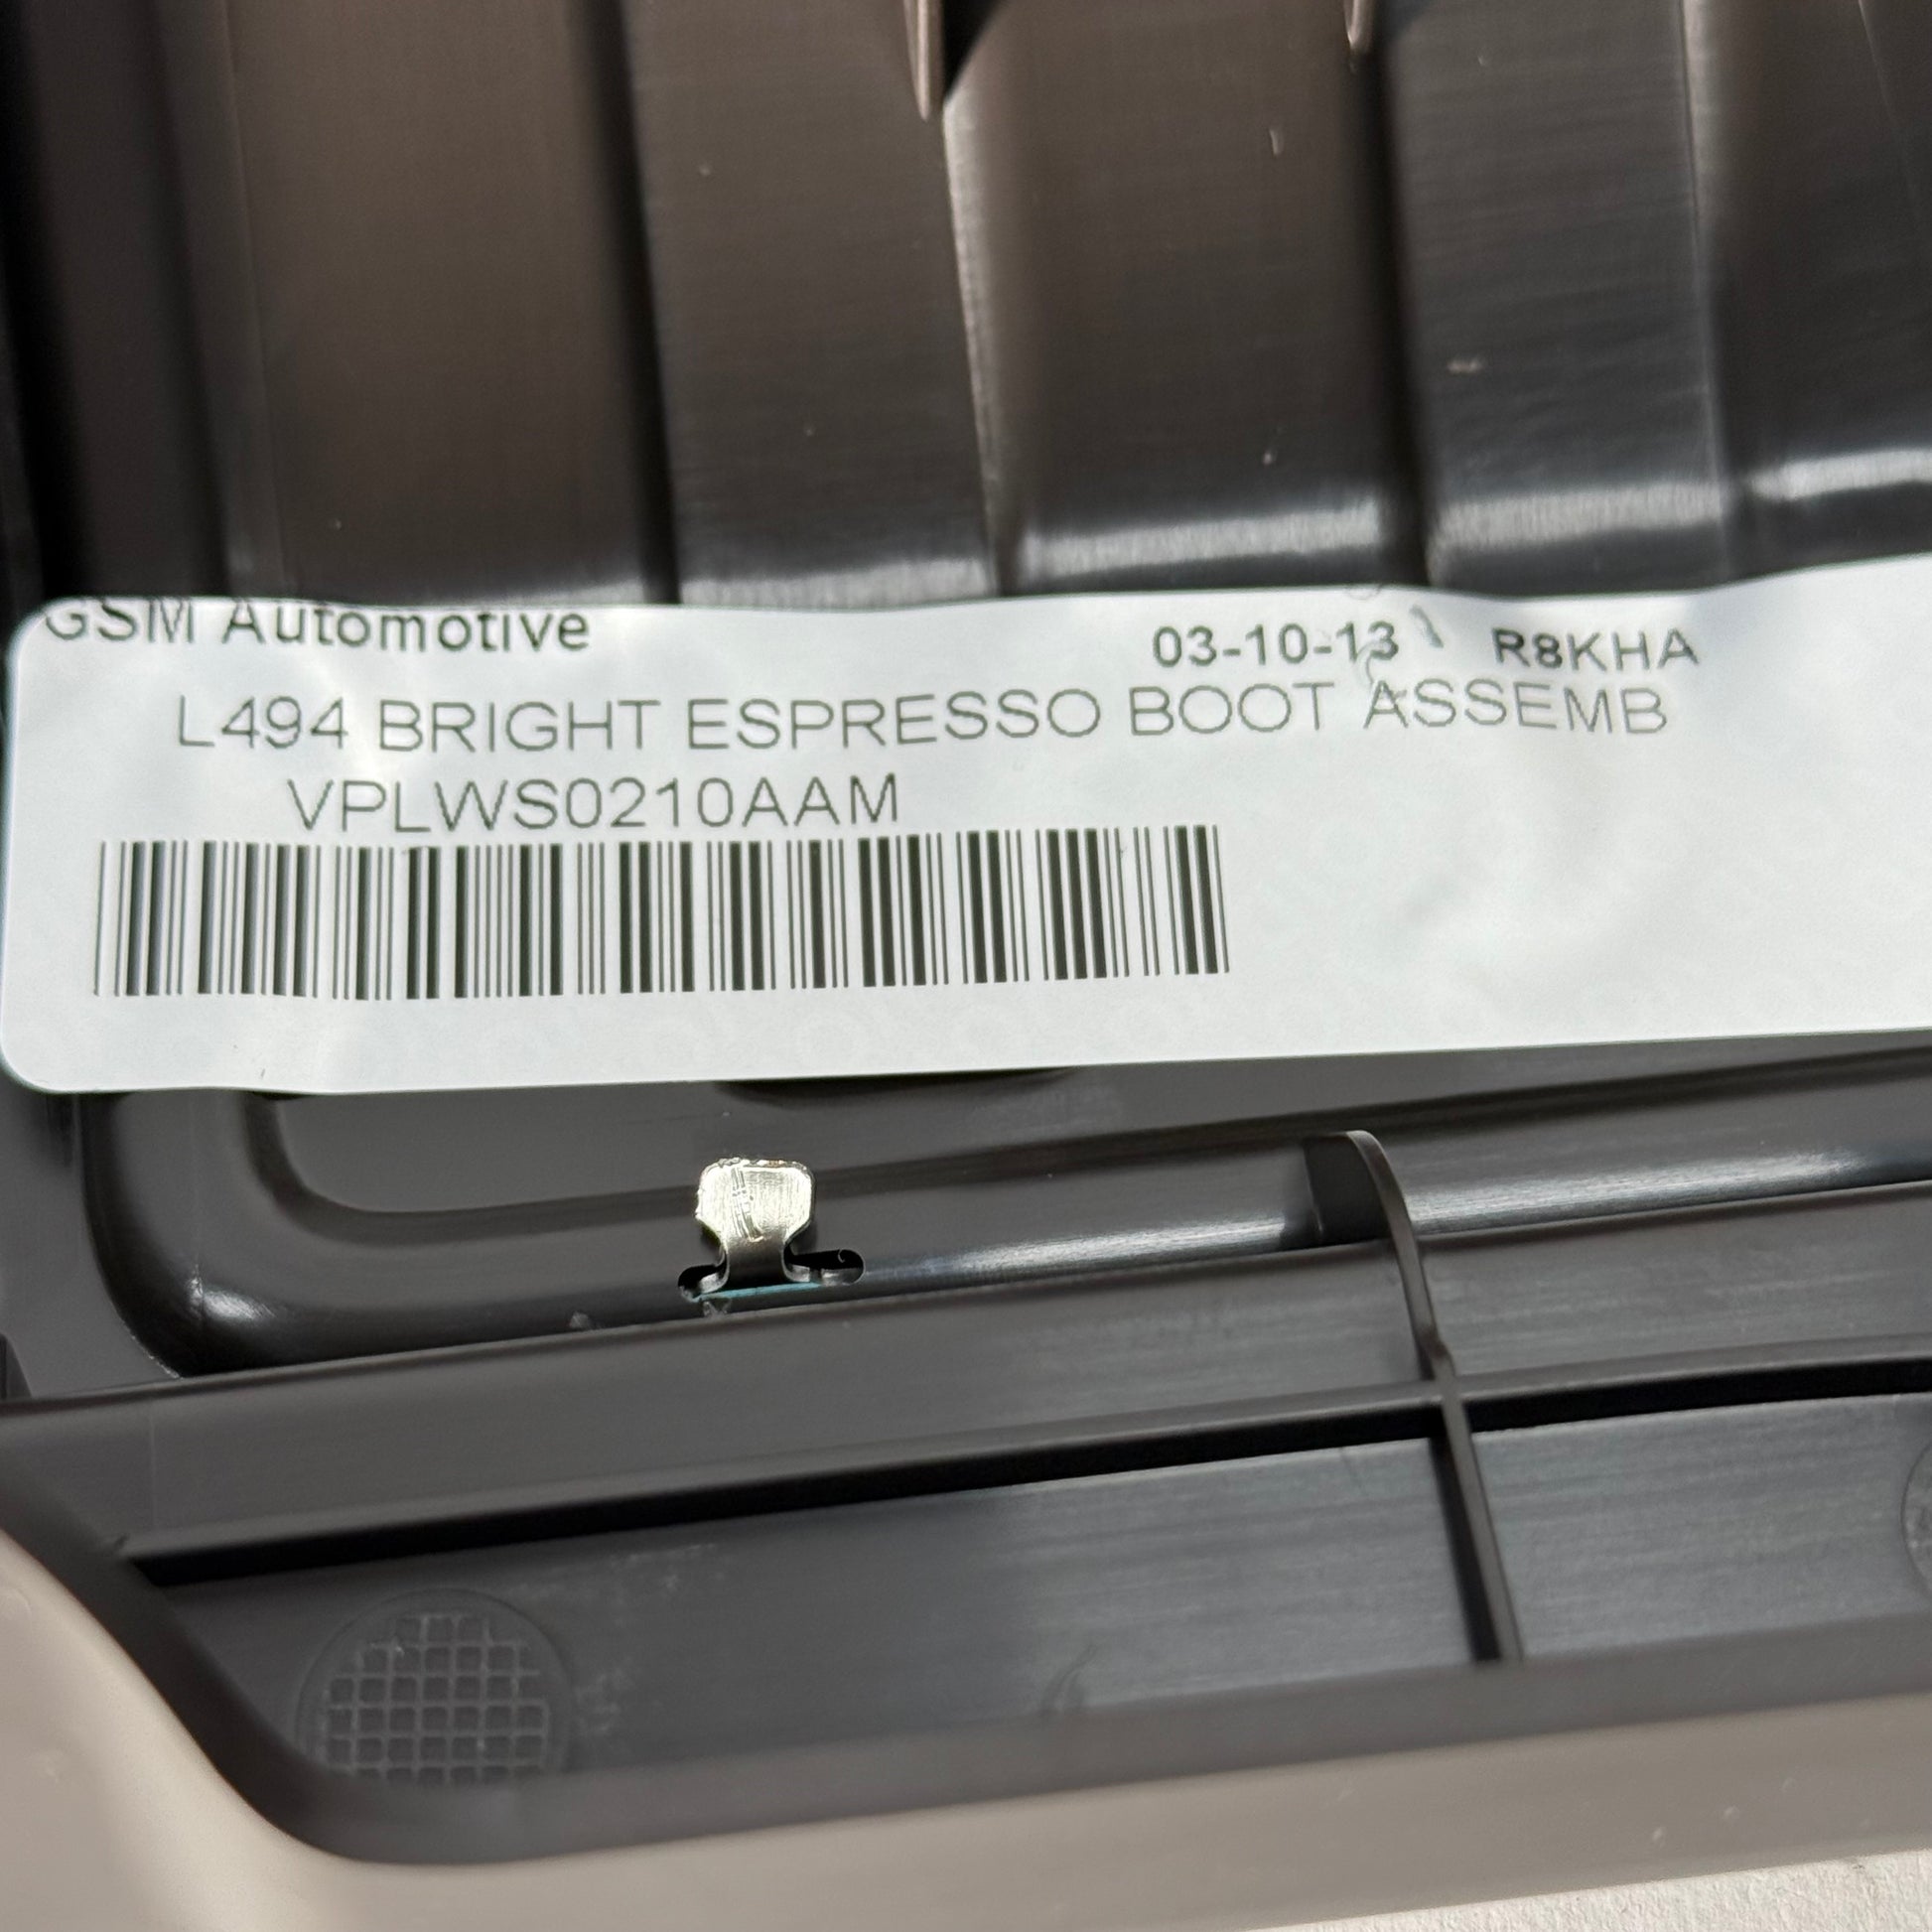 GSM Automotive 03-10-13 R8KHA
L494 BRIGHT ESPRESSO BOOT ASSEMB
VPLWS0210AAM